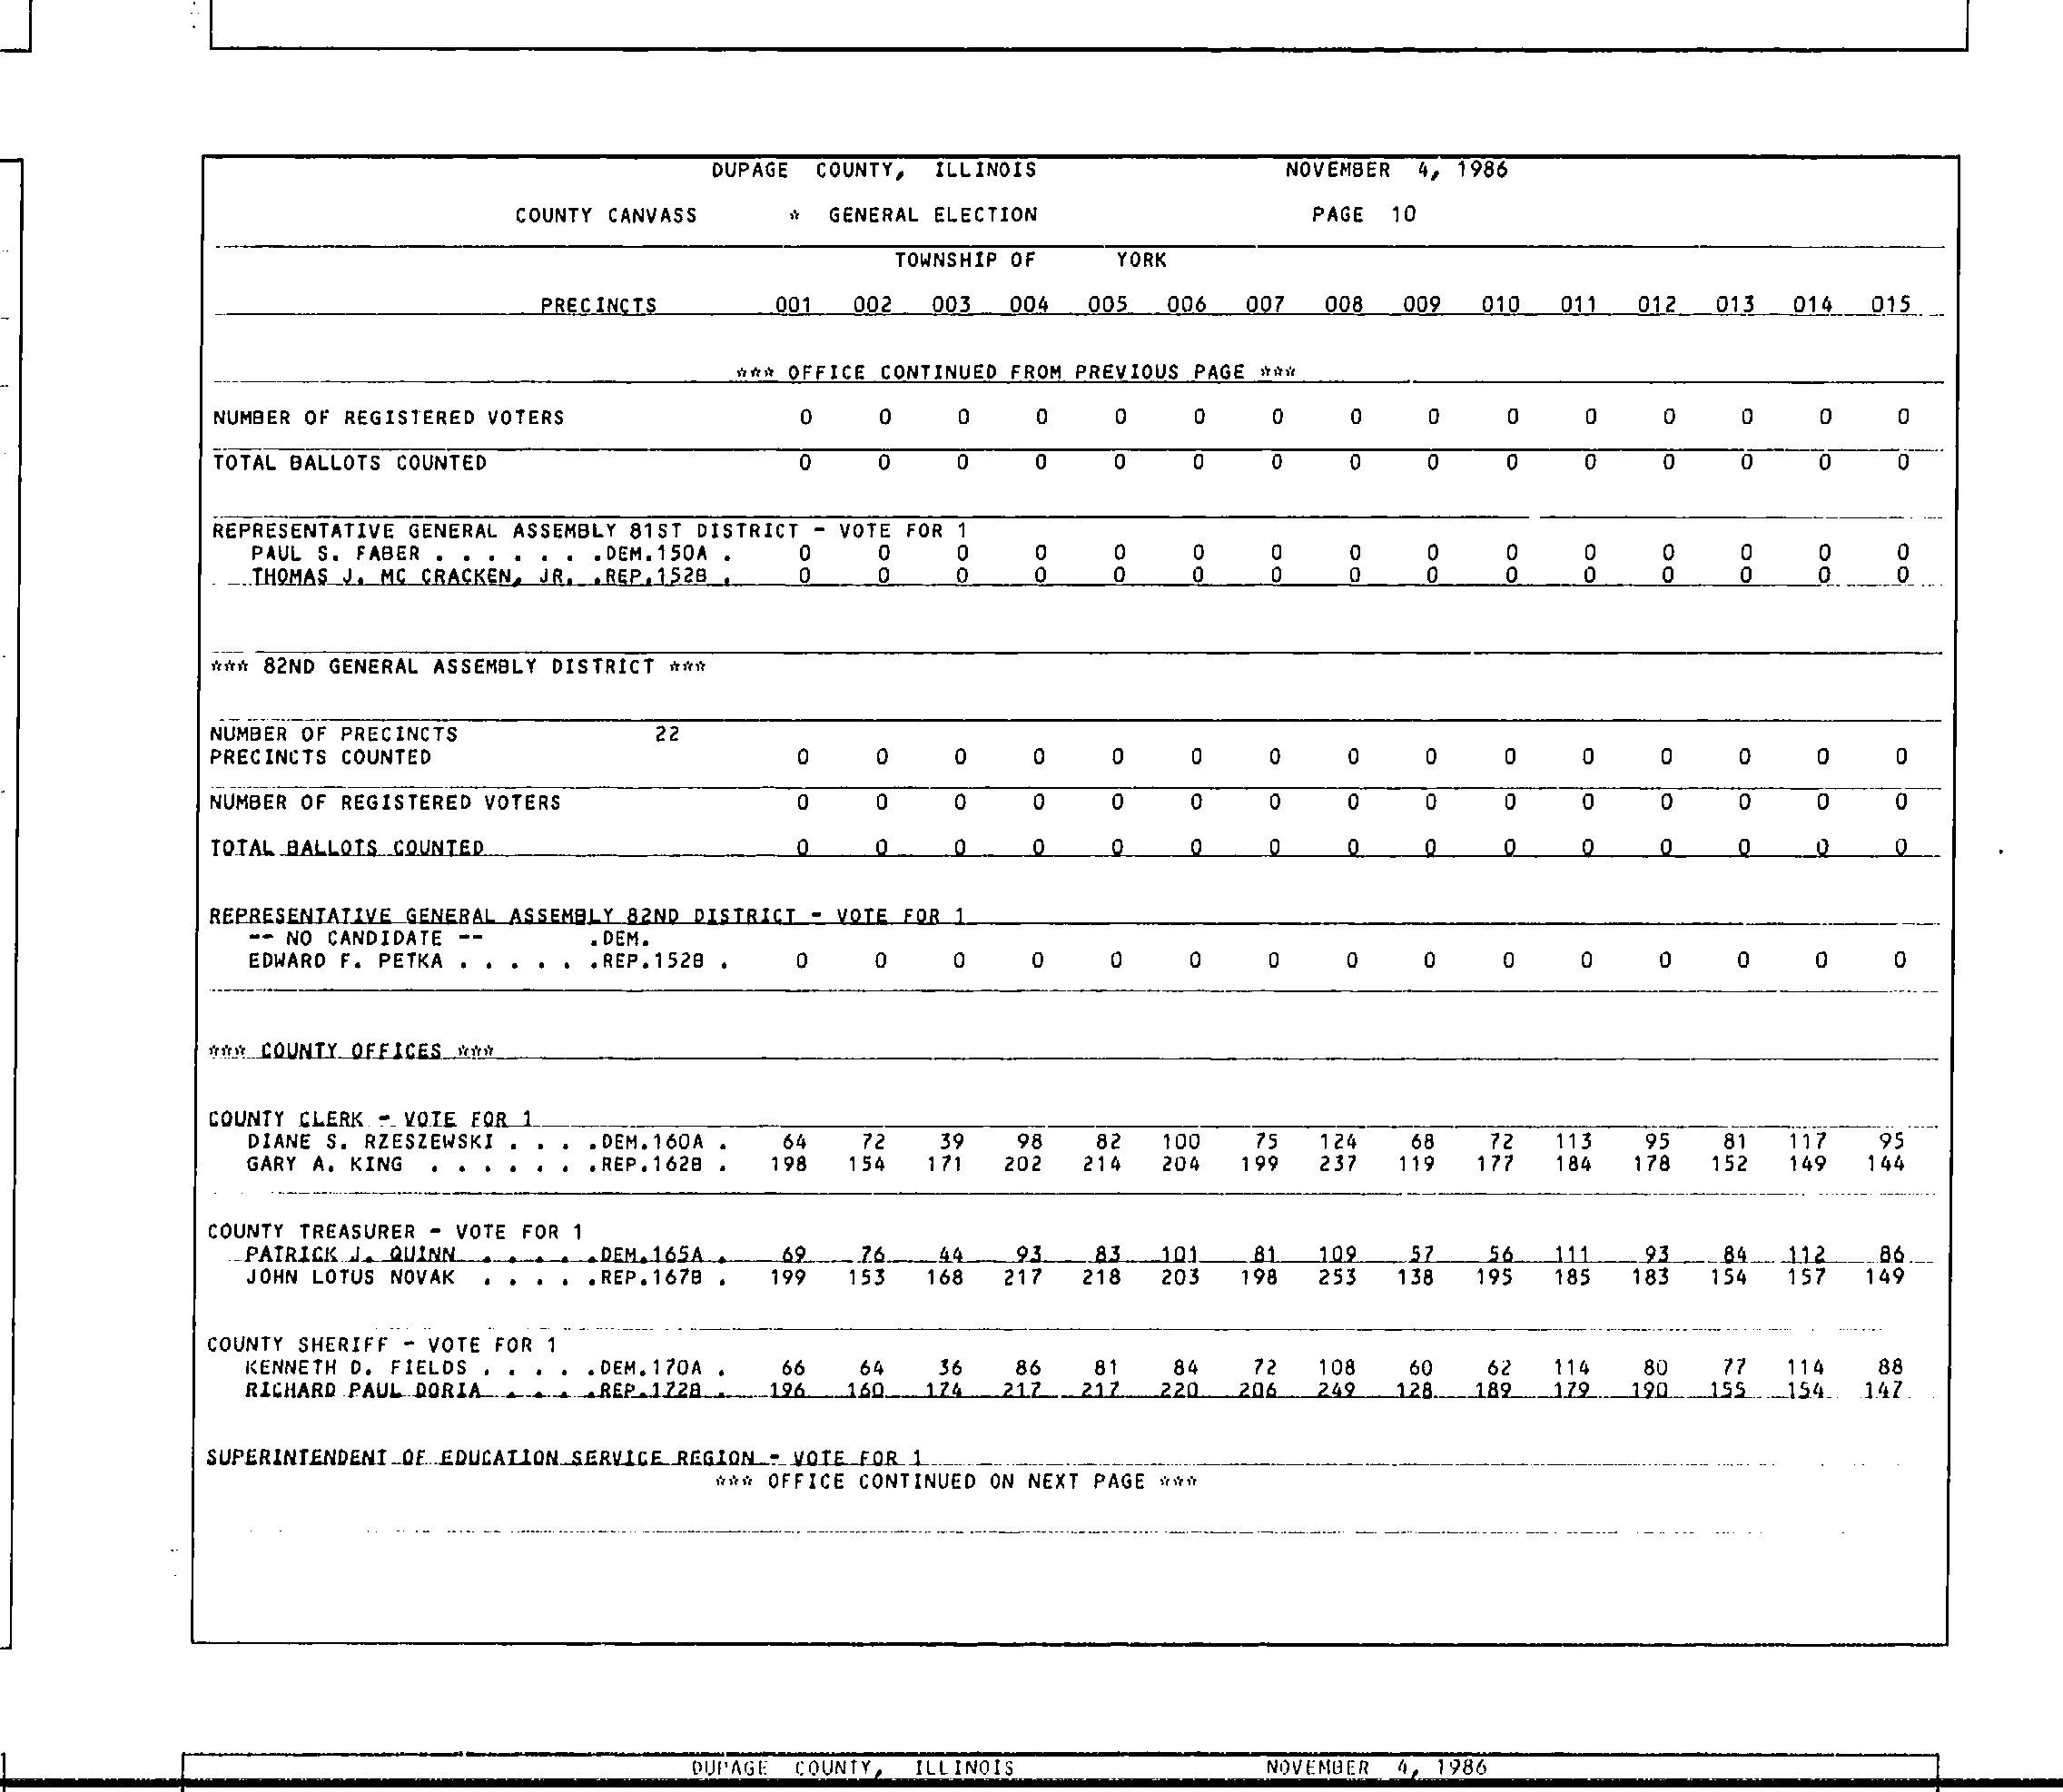 DUPAGE COUNTY, ILLINOIS NOVEMBER 4, 1986
COUNTY CANVASS * GENERAL ELECTION PAGE 10
TOWNSHIP OF YORK
PRECINCTS 001 002 003 004 005 006 007 008 009 010 011 012 013 014 015
*** OFFICE CONTINUED FROM PREVIOUS PAGE ***
NUMBER OF REGISTERED VOTERS 0 0 0 0 0 0 0 0 0 0 0 0 0 0 0
TOTAL BALLOTS COUNTED 0 0 0 0 0 0 0 0 0 0 0 0 0 0 0
REPRESENTATIVE GENERAL ASSEMBLY 81ST DISTRICT - VOTE FOR 1
PAUL S. FABER . . . . . . .DEM.150A . 0 0 0 0 0 0 0 0 0 0 0 0 0 0 0
THOMAS J. MC CRACKEN, JR. .REP.152B . 0 0 0 0 0 0 0 0 0 0 0 0 0 0 0
*** 82ND GENERAL ASSEMBLY DISTRICT ***
NUMBER OF PRECINCTS 22
PRECINCTS COUNTED 0 0 0 0 0 0 0 0 0 0 0 0 0 0 0
NUMBER OF REGISTERED VOTERS 0 0 0 0 0 0 0 0 0 0 0 0 0 0 0
TOTAL BALLOTS COUNTED 0 0 0 0 0 0 0 0 0 0 0 0 0 0 0
REPRESENTATIVE GENERAL ASSEMBLY 82ND DISTRICT - VOTE FOR 1
-- NO CANDIDATE -- .DEM.
EDWARD F. PETKA . . . . . .REP.152B . 0 0 0 0 0 0 0 0 0 0 0 0 0 0 0
*** COUNTY OFFICES ***
COUNTY CLERK - VOTE FOR 1
DIANE S. RZESZEWSKI . . . .DEM.160A . 64 72 39 98 82 100 75 124 68 72 113 95 81 117 95
GARY A. KING . . . . . . .REP.162B . 198 154 171 202 214 204 199 237 119 177 184 178 152 149 144
COUNTY TREASURER - VOTE FOR 1
PATRICK J. QUINN . . . . .DEM.165A . 69 76 44 93 83 101 81 109 57 56 111 93 84 112 86
JOHN LOTUS NOVAK . . . . .REP.167B . 199 153 168 217 218 203 198 253 138 195 185 183 154 157 149
COUNTY SHERIFF - VOTE FOR 1
KENNETH D. FIELDS . . . . .DEM.170A . 66 64 36 86 81 84 72 108 60 62 114 80 77 114 88
RICHARD PAUL DORIA . . . .REP.172B . 196 160 174 217 217 220 206 249 128 189 179 190 155 154 147
SUPERINTENDENT OF EDUCATION SERVICE REGION - VOTE FOR 1
*** OFFICE CONTINUED ON NEXT PAGE ***
DUPAGE COUNTY, ILLINOIS NOVEMBER 4, 1986